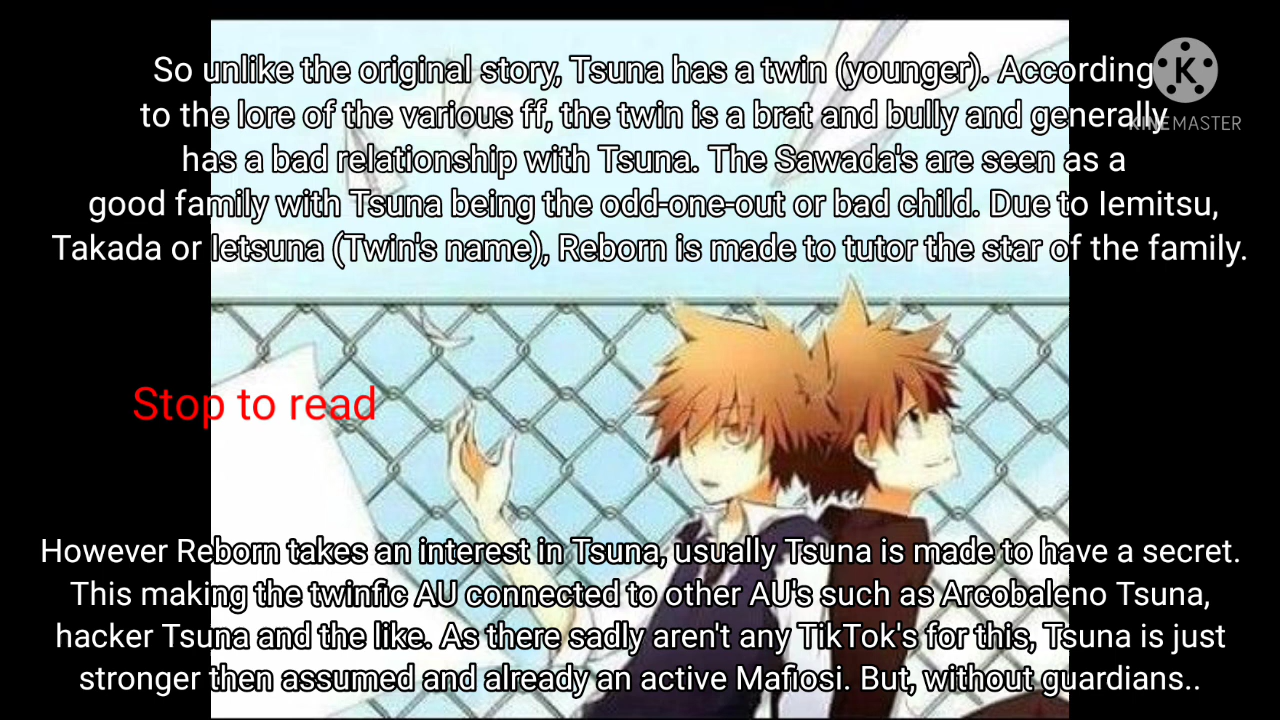 So unlike the original story, Tsuna has a twin (younger). According
to the lore of the various ff, the twin is a brat and bully and generally
has a bad relationship with Tsuna. The Sawada's are seen as a
good family with Tsuna being the odd-one-out or bad child. Due to Iemitsu,
Takada or Ietsuna (Twin's name), Reborn is made to tutor the star of the family.
K
KINEMASTER
Stop to read
However Reborn takes an interest in Tsuna, usually Tsuna is made to have a secret.
This making the twinfic AU connected to other AU's such as Arcobaleno Tsuna,
hacker Tsuna and the like. As there sadly aren't any TikTok's for this, Tsuna is just
stronger then assumed and already an active Mafiosi. But, without guardians..